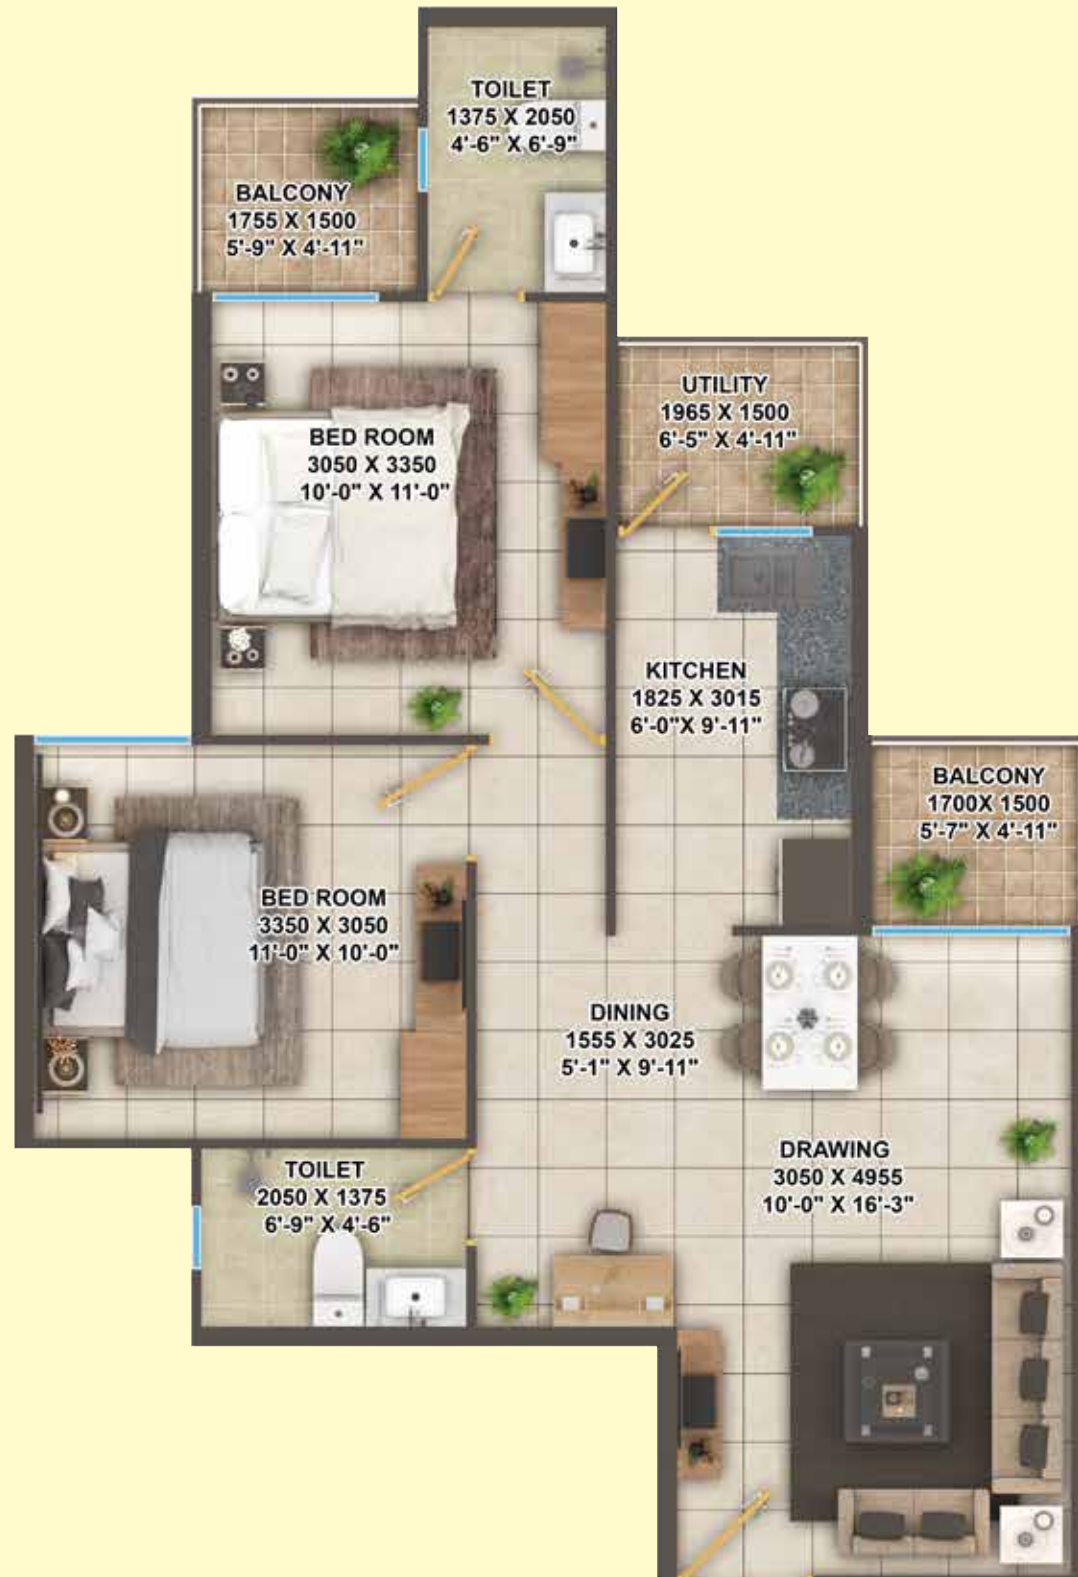 TOILET
1375 X 2050
4'-6" X 6'-9"
BALCONY
1755 X 1500
5'-9" X 4'-11"
UTILITY
1965 X 1500
6'-5" X 4'-11"
BED ROOM
3050 X 3350
10'-0" X 11'-0"
KITCHEN
1825 X 3015
6'-0"X 9'-11"
BALCONY
1700X 1500
5'-7" X 4'-11"
BED ROOM
3350 X 3050
11'-0" X 10'-0"
DINING
1555 X 3025
5'-1" X 9'-11"
DRAWING
3050 X 4955
10'-0" X 16'-3"
TOILET
2050 X 1375
6'-9" X 4'-6"